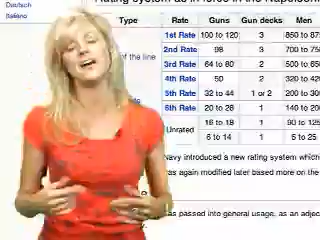 Deutsch
Italiano
Rating system as in force in the Napoleoni
Type Rate Guns Gun decks Men
1st Rate 100 to 120 3 850 to 87
2nd Rate 98 3 700 to 75
of the line
3rd Rate 64 to 80 2 500 to 65
4th Rate 50 2 320 to 42
5th Rate 32 to 44 1 or 2 200 to 30
6th Rate 20 to 28 1 140 to 20
Unrated
16 to 18 1 90 to 125
6 to 14 1 5 to 25
Navy introduced a new rating system which
as again modified later based more on the
as passed into general usage, as an adjec